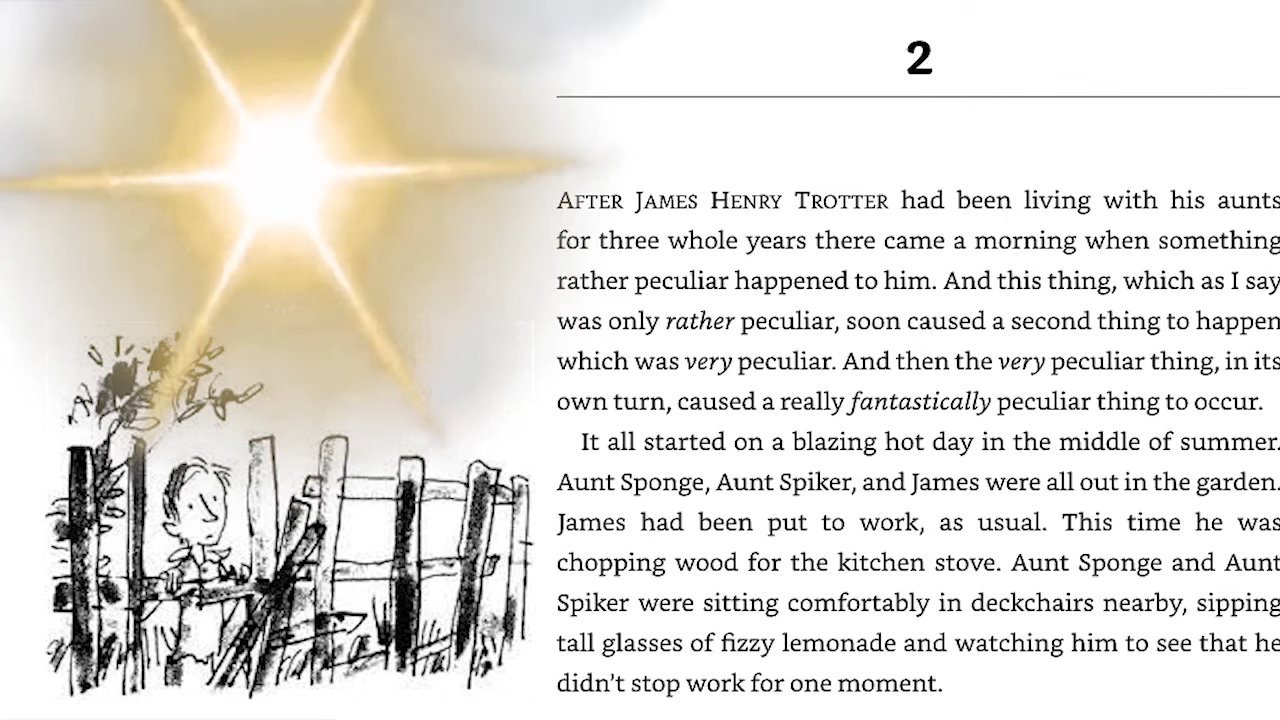 2
AFTER JAMES HENRY TROTTER had been living with his aunts
for three whole years there came a morning when something
rather peculiar happened to him. And this thing, which as I say
was only rather peculiar, soon caused a second thing to happen
which was very peculiar. And then the very peculiar thing, in its
own turn, caused a really fantastically peculiar thing to occur.
It all started on a blazing hot day in the middle of summer.
Aunt Sponge, Aunt Spiker, and James were all out in the garden.
James had been put to work, as usual. This time he was
chopping wood for the kitchen stove. Aunt Sponge and Aunt
Spiker were sitting comfortably in deckchairs nearby, sipping
tall glasses of fizzy lemonade and watching him to see that he
didn't stop work for one moment.